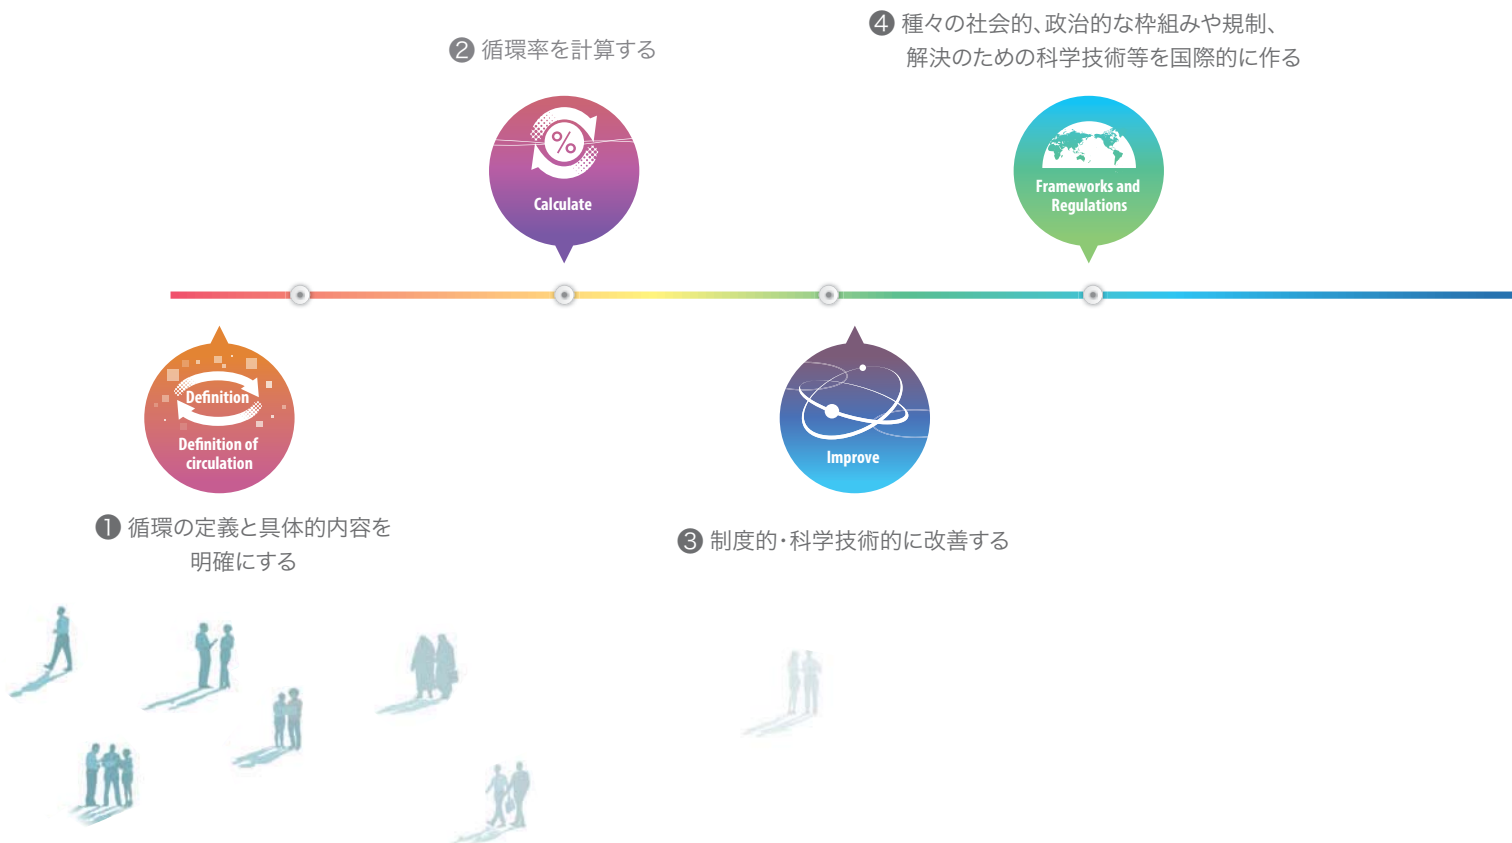 ❹ 種々の社会的、政治的な枠組みや規制、
解決のための科学技術等を国際的に作る
❷ 循環率を計算する
%
Calculate
Frameworks and
Regulations
Definition
Definition of
circulation
Improve
❶ 循環の定義と具体的内容を
明確にする
❸ 制度的・科学技術的に改善する